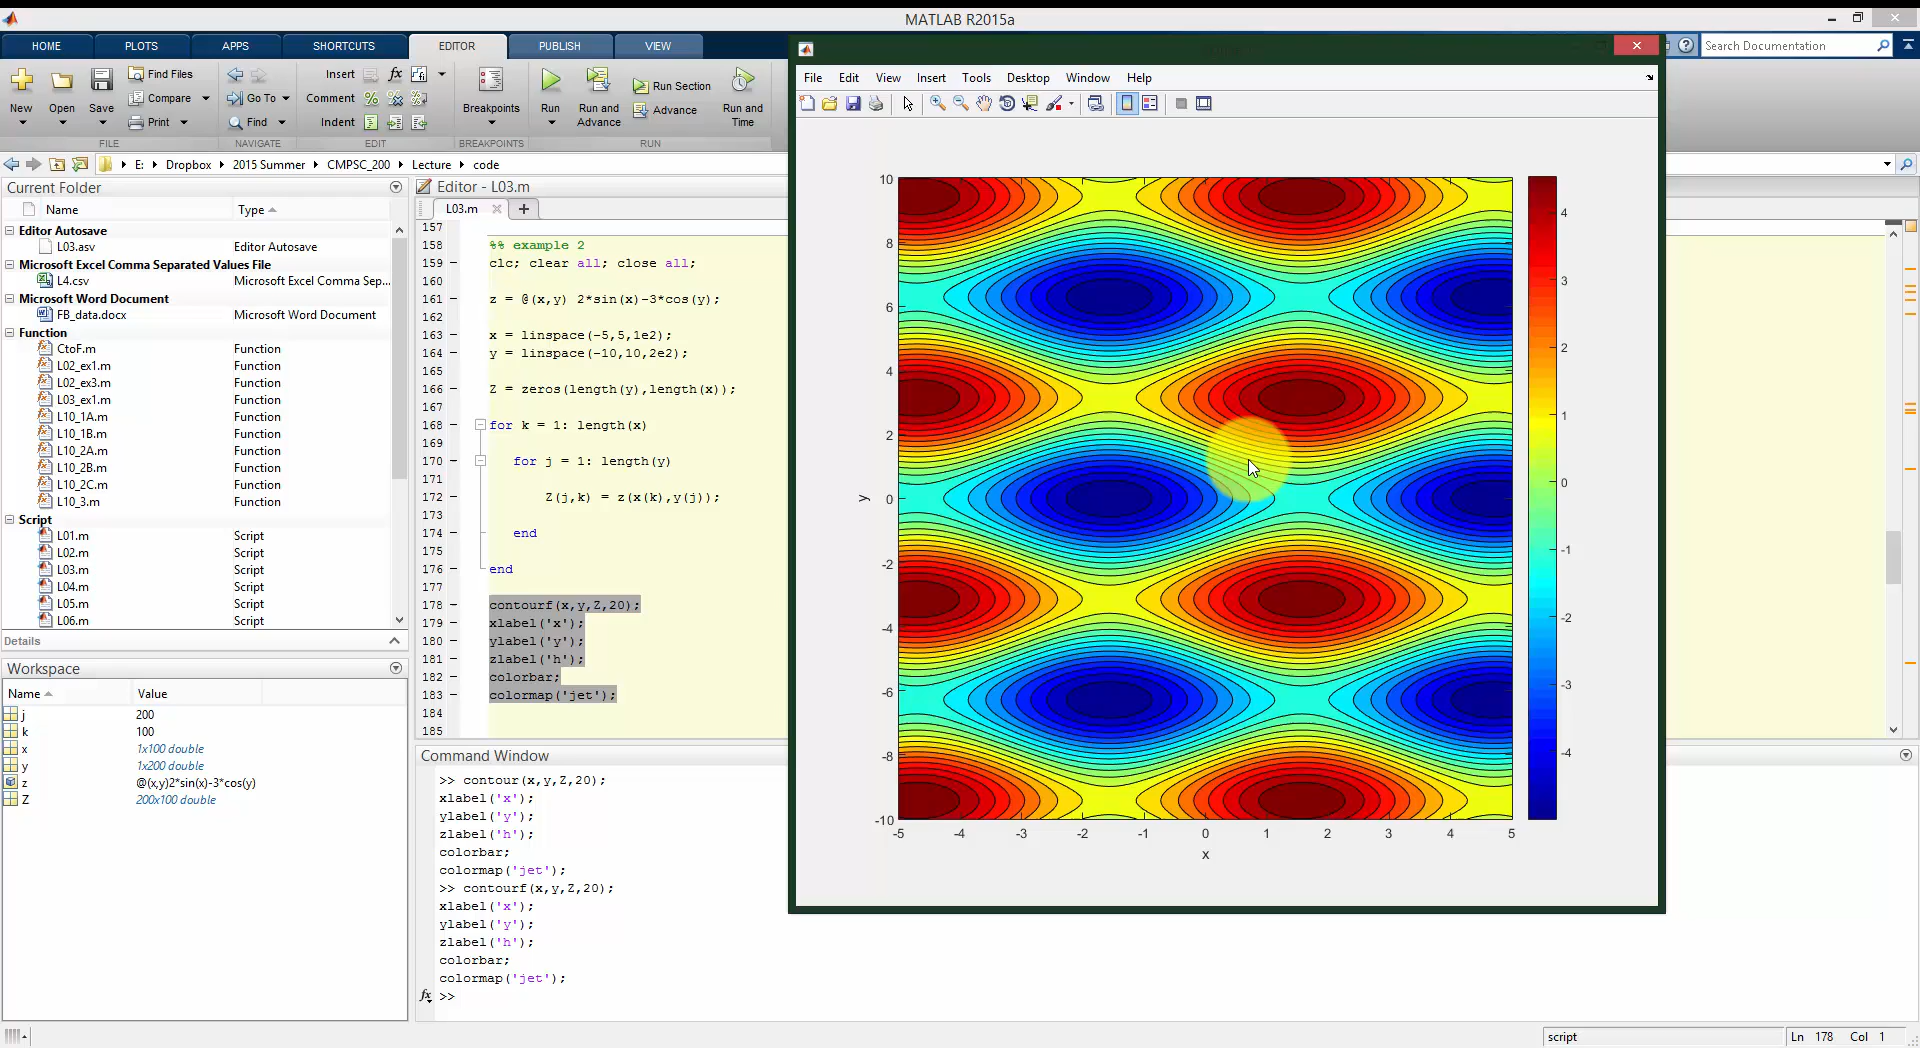 MATLAB R2015a
HOME PLOTS APPS SHORTCUTS EDITOR PUBLISH VIEW
Search Documentation
New Open Save Find Files Compare Print
Go To Find
Insert fx Comment Indent
Breakpoints Run Run and Advance Run Section Advance Run and Time
FILE NAVIGATE EDIT BREAKPOINTS RUN
E: Dropbox 2015 Summer CMPSC_200 Lecture code
Current Folder
Name Type
Editor Autosave
L03.asv Editor Autosave
Microsoft Excel Comma Separated Values File
L4.csv Microsoft Excel Comma Sep...
Microsoft Word Document
FB_data.docx Microsoft Word Document
Function
CtoF.m Function
L02_ex1.m Function
L02_ex3.m Function
L03_ex1.m Function
L10_1A.m Function
L10_1B.m Function
L10_2A.m Function
L10_2B.m Function
L10_2C.m Function
L10_3.m Function
Script
L01.m Script
L02.m Script
L03.m Script
L04.m Script
L05.m Script
L06.m Script
Details
Workspace
Name Value
j 200
k 100
x 1x100 double
y 1x200 double
z @(x,y)2*sin(x)-3*cos(y)
Z 200x100 double
Editor - L03.m
L03.m +
157
158 %% example 2
159 clc; clear all; close all;
160
161 z = @(x,y) 2*sin(x)-3*cos(y);
162
163 x = linspace(-5,5,1e2);
164 y = linspace(-10,10,2e2);
165
166 Z = zeros(length(y),length(x));
167
168 for k = 1: length(x)
169
170 for j = 1: length(y)
171
172 Z(j,k) = z(x(k),y(j));
173
174 end
175
176 end
177
178 contourf(x,y,Z,20);
179 xlabel('x');
180 ylabel('y');
181 zlabel('h');
182 colorbar;
183 colormap('jet');
184
185
Command Window
>> contour(x,y,Z,20);
xlabel('x');
ylabel('y');
zlabel('h');
colorbar;
colormap('jet');
>> contourf(x,y,Z,20);
xlabel('x');
ylabel('y');
zlabel('h');
colorbar;
colormap('jet');
fx >>
File Edit View Insert Tools Desktop Window Help
10
8
6
4
2
0
-2
-4
-6
-8
-10
y
-5 -4 -3 -2 -1 0 1 2 3 4 5
x
4
3
2
1
0
-1
-2
-3
-4
script Ln 178 Col 1